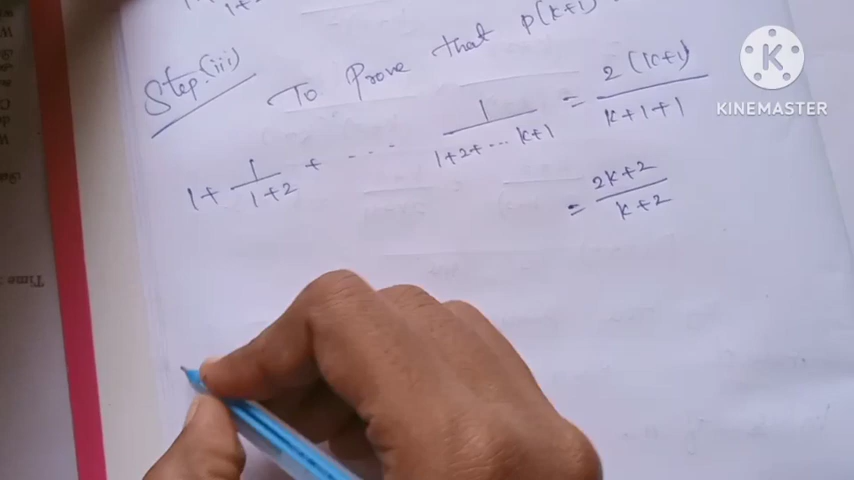 Step (iii)
To Prove that P(k+1)
1 + 1/(1+2) + ... 1/(1+2+...k+1) = 2(k+1)/(k+1+1)
= (2k+2)/(k+2)
KINEMASTER
Time :